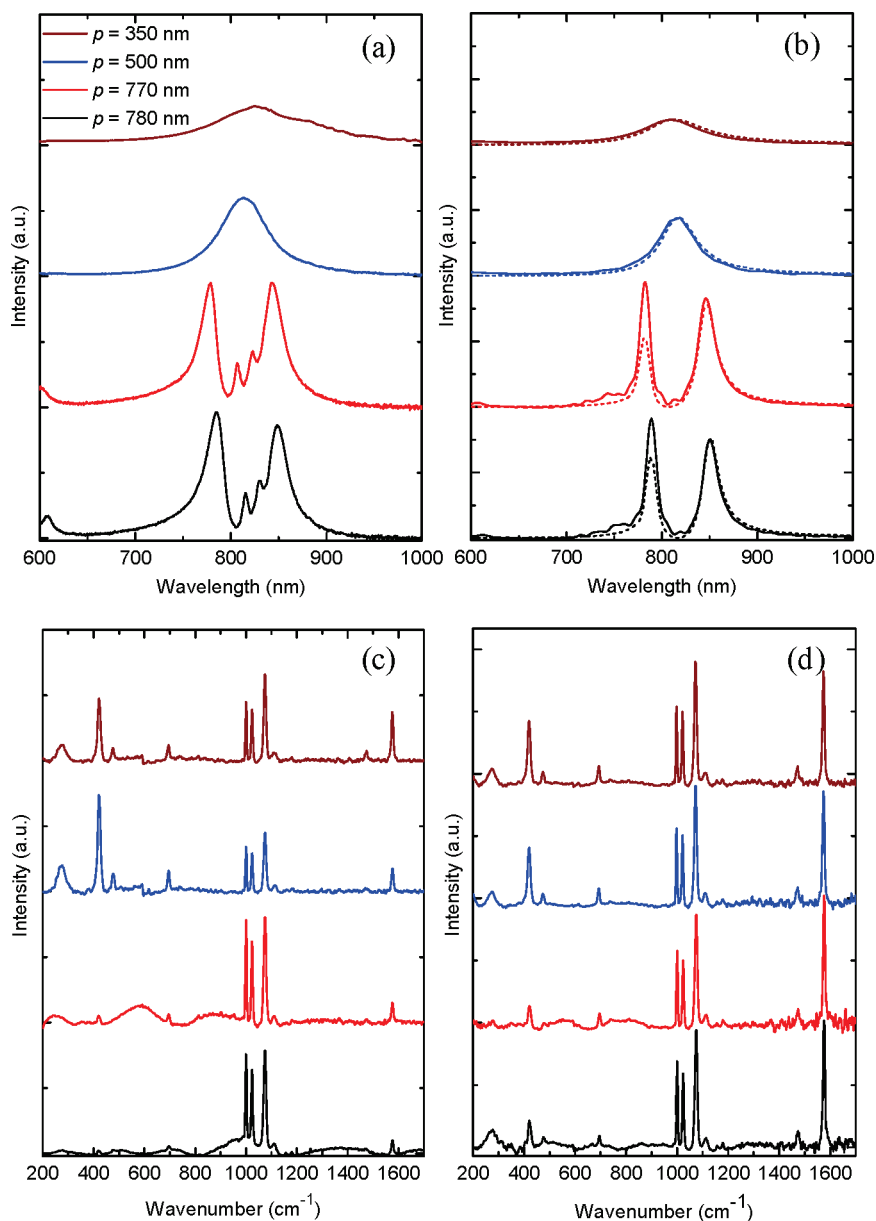 p = 350 nm
p = 500 nm
p = 770 nm
p = 780 nm
(a)
Intensity (a.u.)
600 700 800 900 1000
Wavelength (nm)
(b)
Intensity (a.u.)
600 700 800 900 1000
Wavelength (nm)
(c)
Intensity (a.u.)
200 400 600 800 1000 1200 1400 1600
Wavenumber (cm⁻¹)
(d)
Intensity (a.u.)
200 400 600 800 1000 1200 1400 1600
Wavenumber (cm⁻¹)